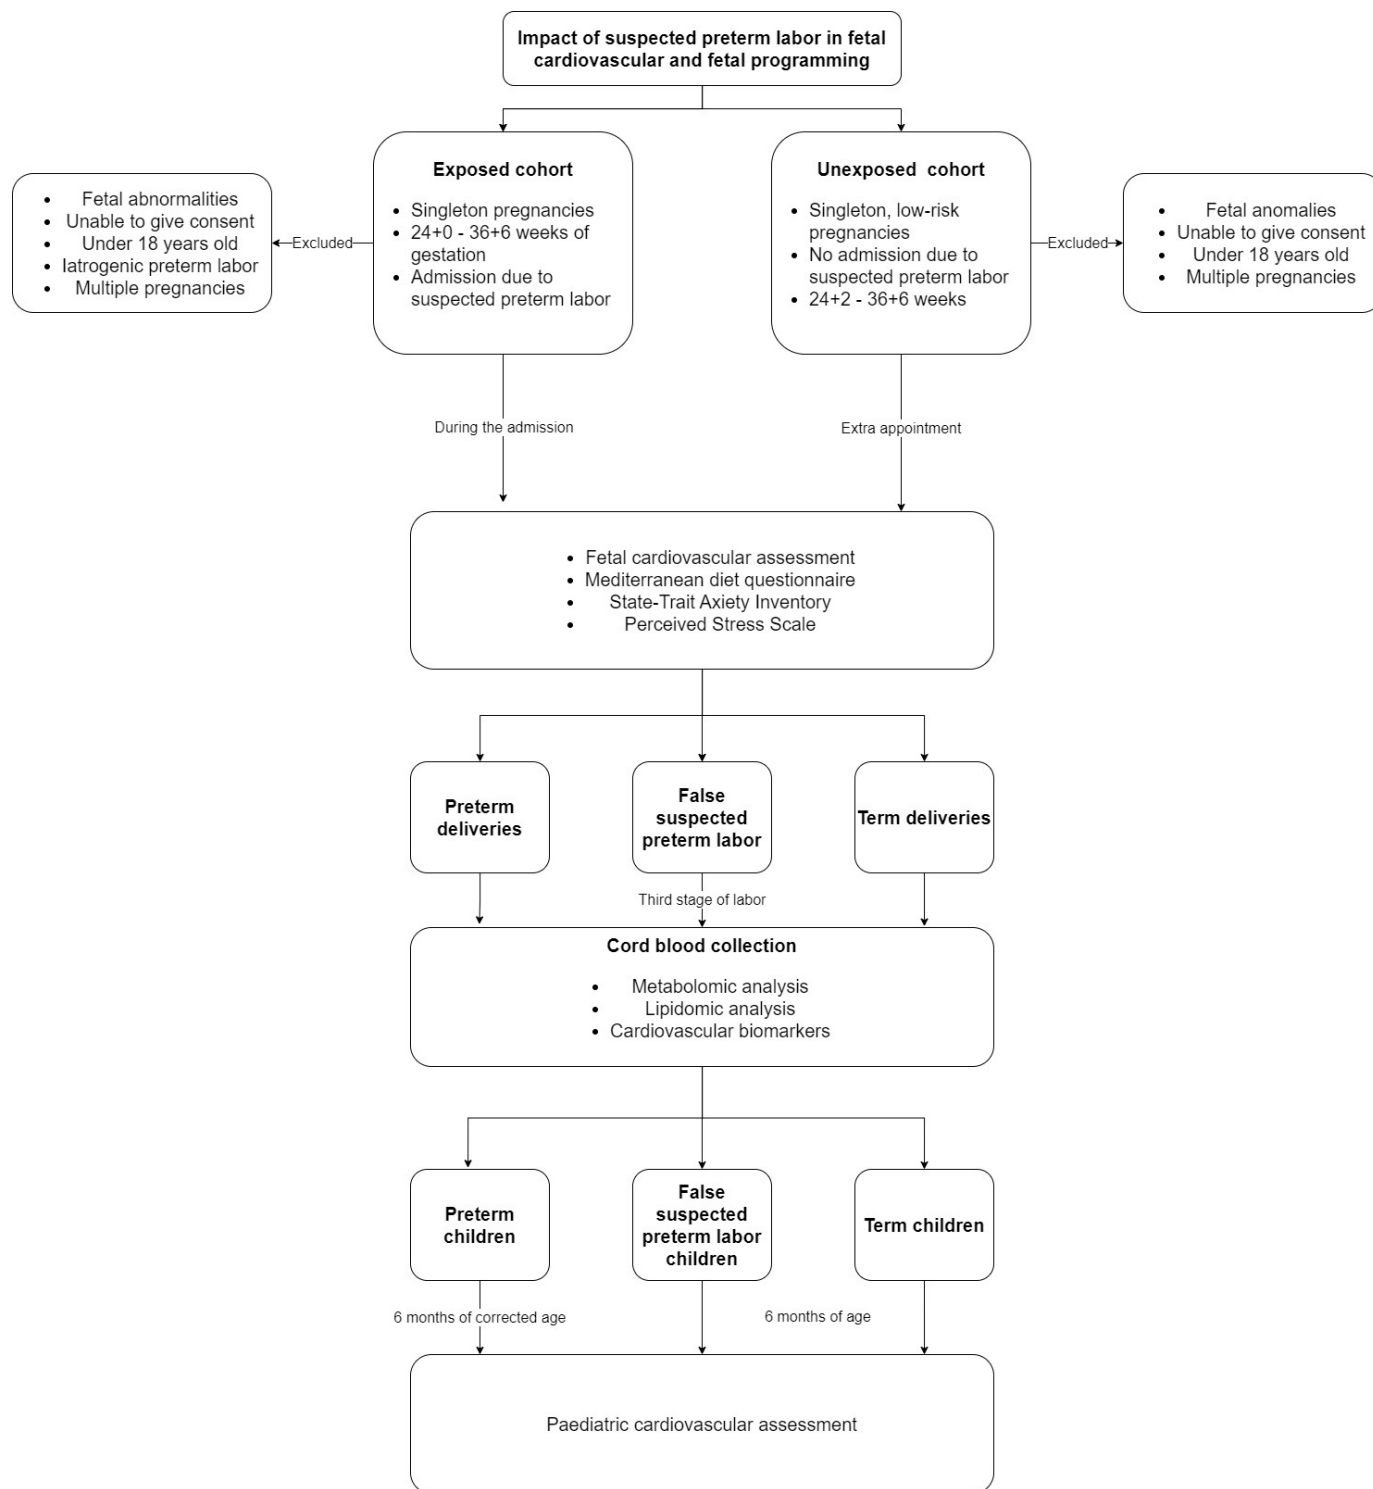 Impact of suspected preterm labor in fetal
cardiovascular and fetal programming
Exposed cohort
• Singleton pregnancies
• 24+0 - 36+6 weeks of
gestation
• Admission due to
suspected preterm labor
Unexposed cohort
• Singleton, low-risk
pregnancies
• No admission due to
suspected preterm labor
• 24+2 - 36+6 weeks
Excluded
• Fetal abnormalities
• Unable to give consent
• Under 18 years old
• Iatrogenic preterm labor
• Multiple pregnancies
Excluded
• Fetal anomalies
• Unable to give consent
• Under 18 years old
• Multiple pregnancies
During the admission
Extra appointment
• Fetal cardiovascular assessment
• Mediterranean diet questionnaire
• State-Trait Axiety Inventory
• Perceived Stress Scale
Preterm
deliveries
False
suspected
preterm labor
Term deliveries
Third stage of labor
Cord blood collection
• Metabolomic analysis
• Lipidomic analysis
• Cardiovascular biomarkers
Preterm
children
False
suspected
preterm labor
children
Term children
6 months of corrected age
6 months of age
Paediatric cardiovascular assessment